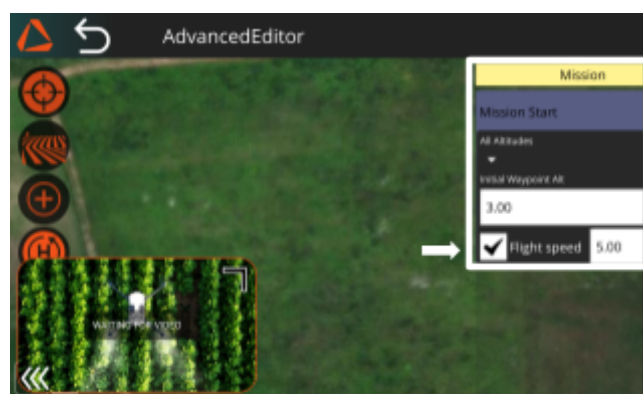 AdvancedEditor
Mission
Mission Start
All Altitudes
Initial Waypoint Alt
3.00
Flight speed 5.00
WAITING FOR VIDEO